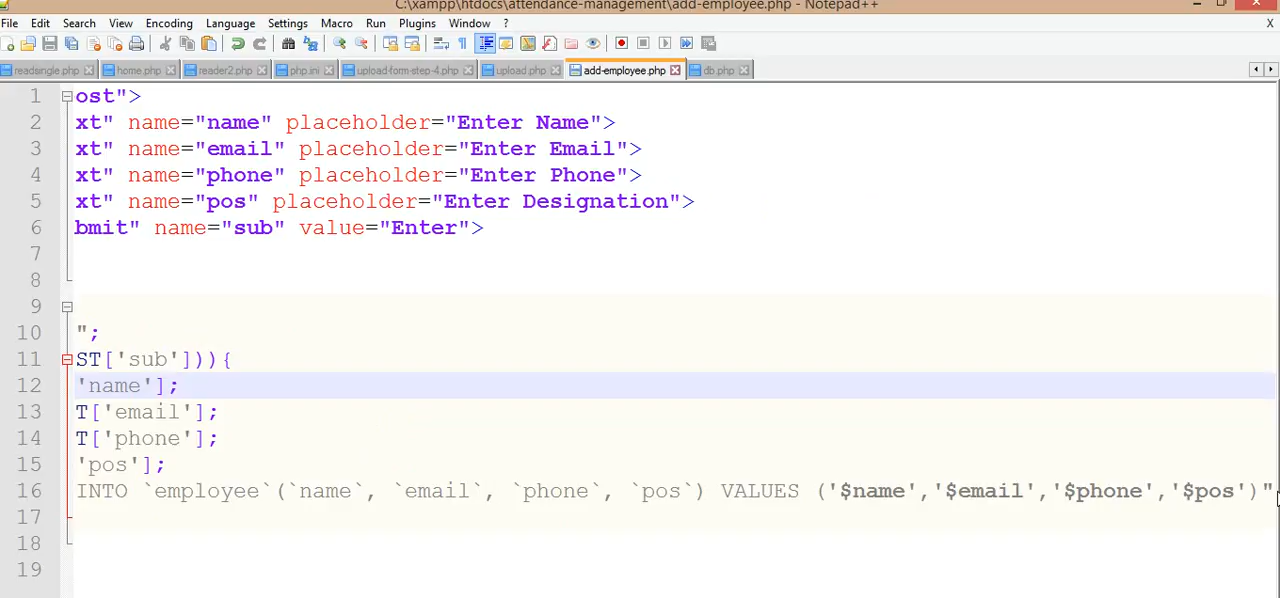 C:\xampp\htdocs\attendance-management\add-employee.php - Notepad++
File Edit Search View Encoding Language Settings Macro Run Plugins Window ? X
readsingle.php home.php reader2.php php.ini upload-form-step-4.php upload.php add-employee.php db.php
1 ost">
2 xt" name="name" placeholder="Enter Name">
3 xt" name="email" placeholder="Enter Email">
4 xt" name="phone" placeholder="Enter Phone">
5 xt" name="pos" placeholder="Enter Designation">
6 bmit" name="sub" value="Enter">
7
8
9
10 ";
11 ST['sub'])){
12 'name'];
13 T['email'];
14 T['phone'];
15 'pos'];
16 INTO `employee`(`name`, `email`, `phone`, `pos`) VALUES ('$name','$email','$phone','$pos')"
17
18
19